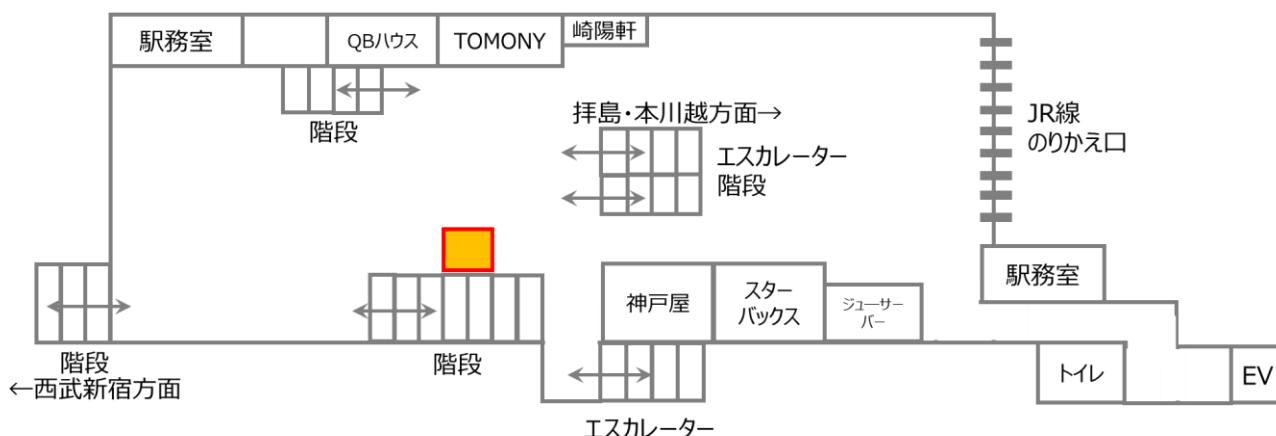 駅務室
QBハウス
TOMONY
崎陽軒
階段
拝島・本川越方面→
エスカレーター
階段
JR線
のりかえ口
駅務室
神戸屋
スター
バックス
ジューサー
バー
階段
←西武新宿方面
階段
エスカレーター
トイレ
EV